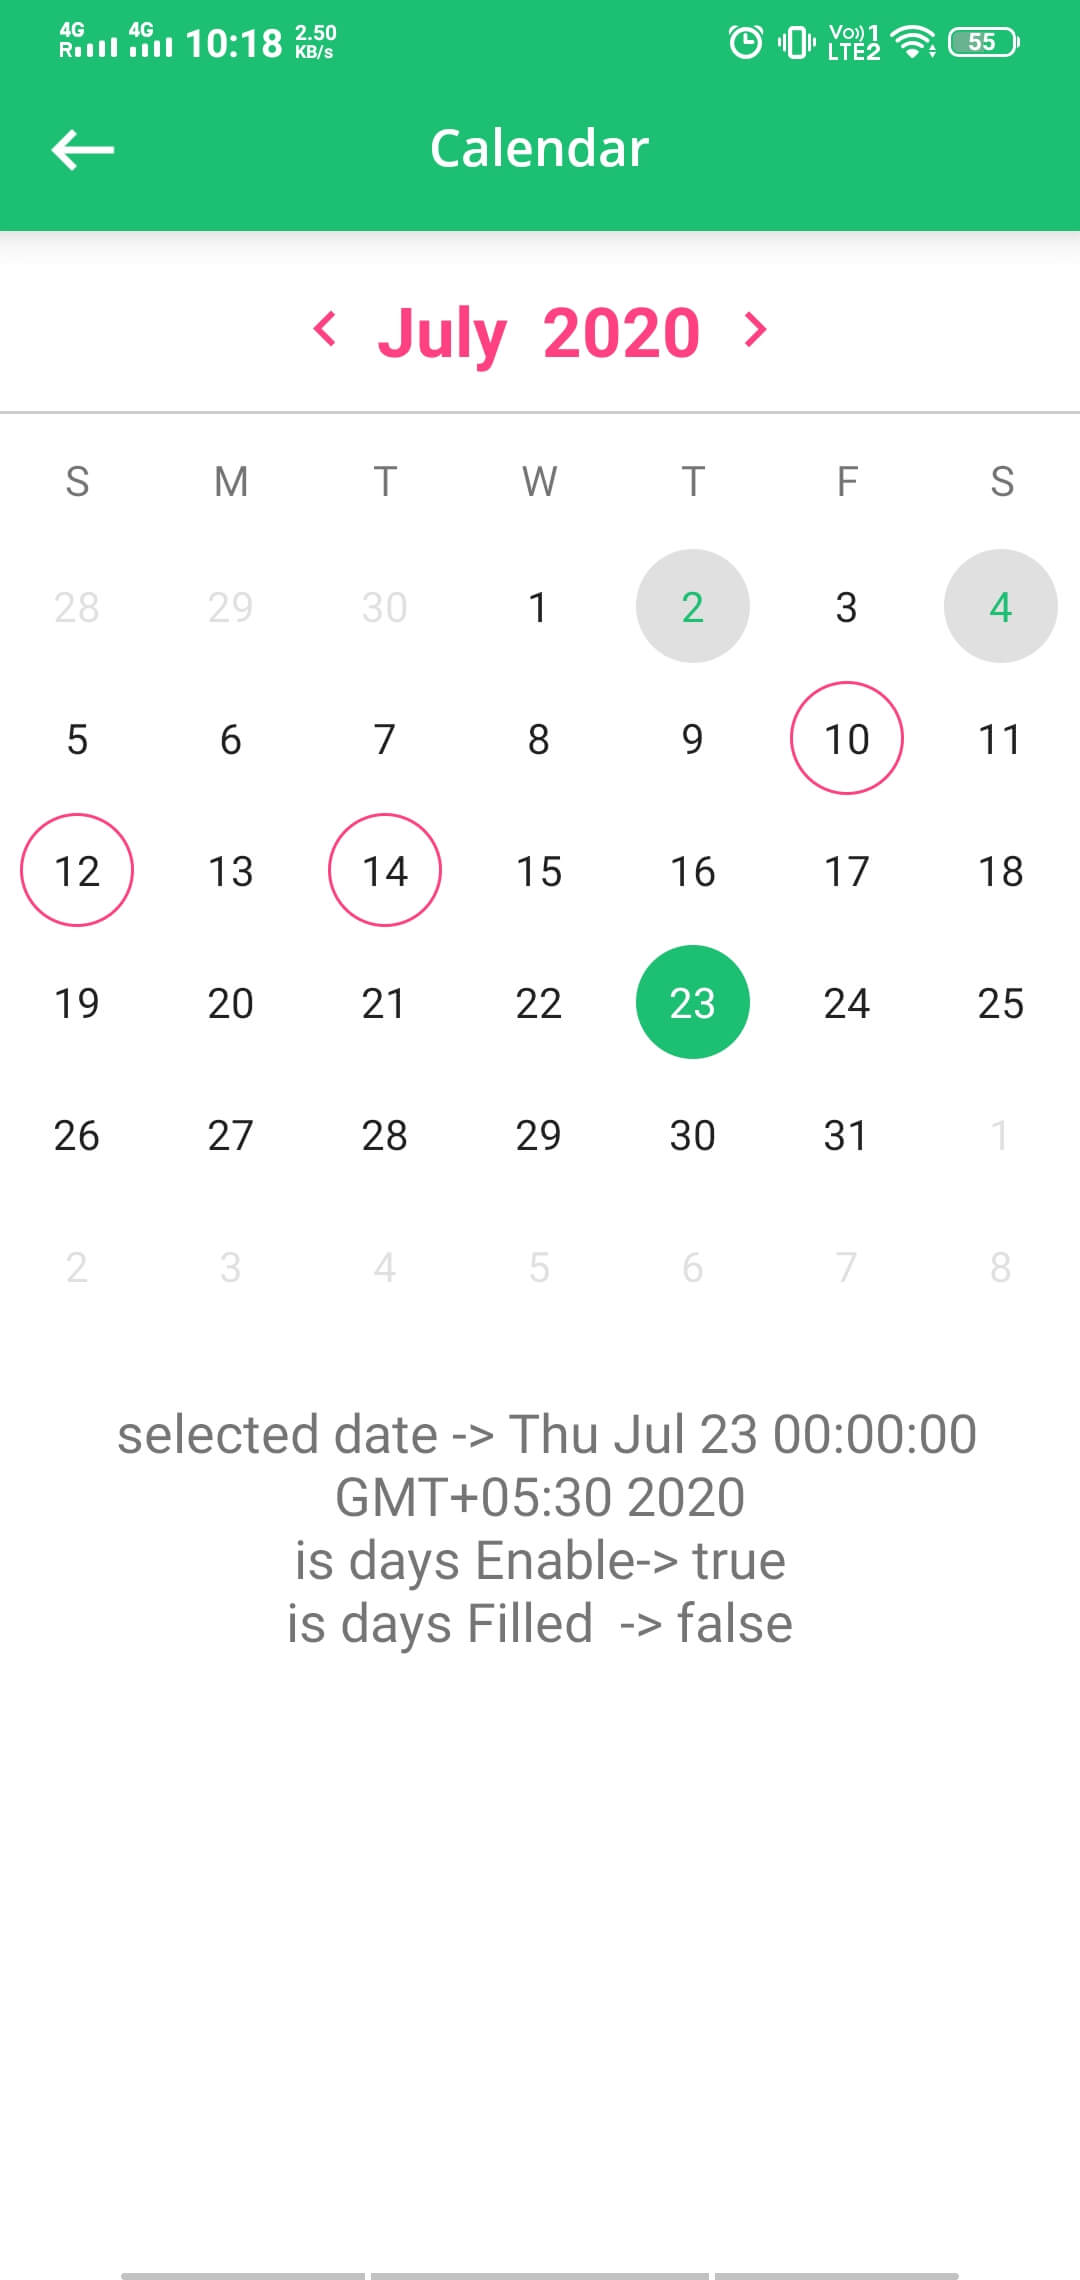 4G 4G 10:18 2.50 KB/s Vo)) 1 LTE2 55
R
Calendar
July 2020
S M T W T F S
28 29 30 1 2 3 4
5 6 7 8 9 10 11
12 13 14 15 16 17 18
19 20 21 22 23 24 25
26 27 28 29 30 31 1
2 3 4 5 6 7 8
selected date -> Thu Jul 23 00:00:00
GMT+05:30 2020
is days Enable-> true
is days Filled  -> false